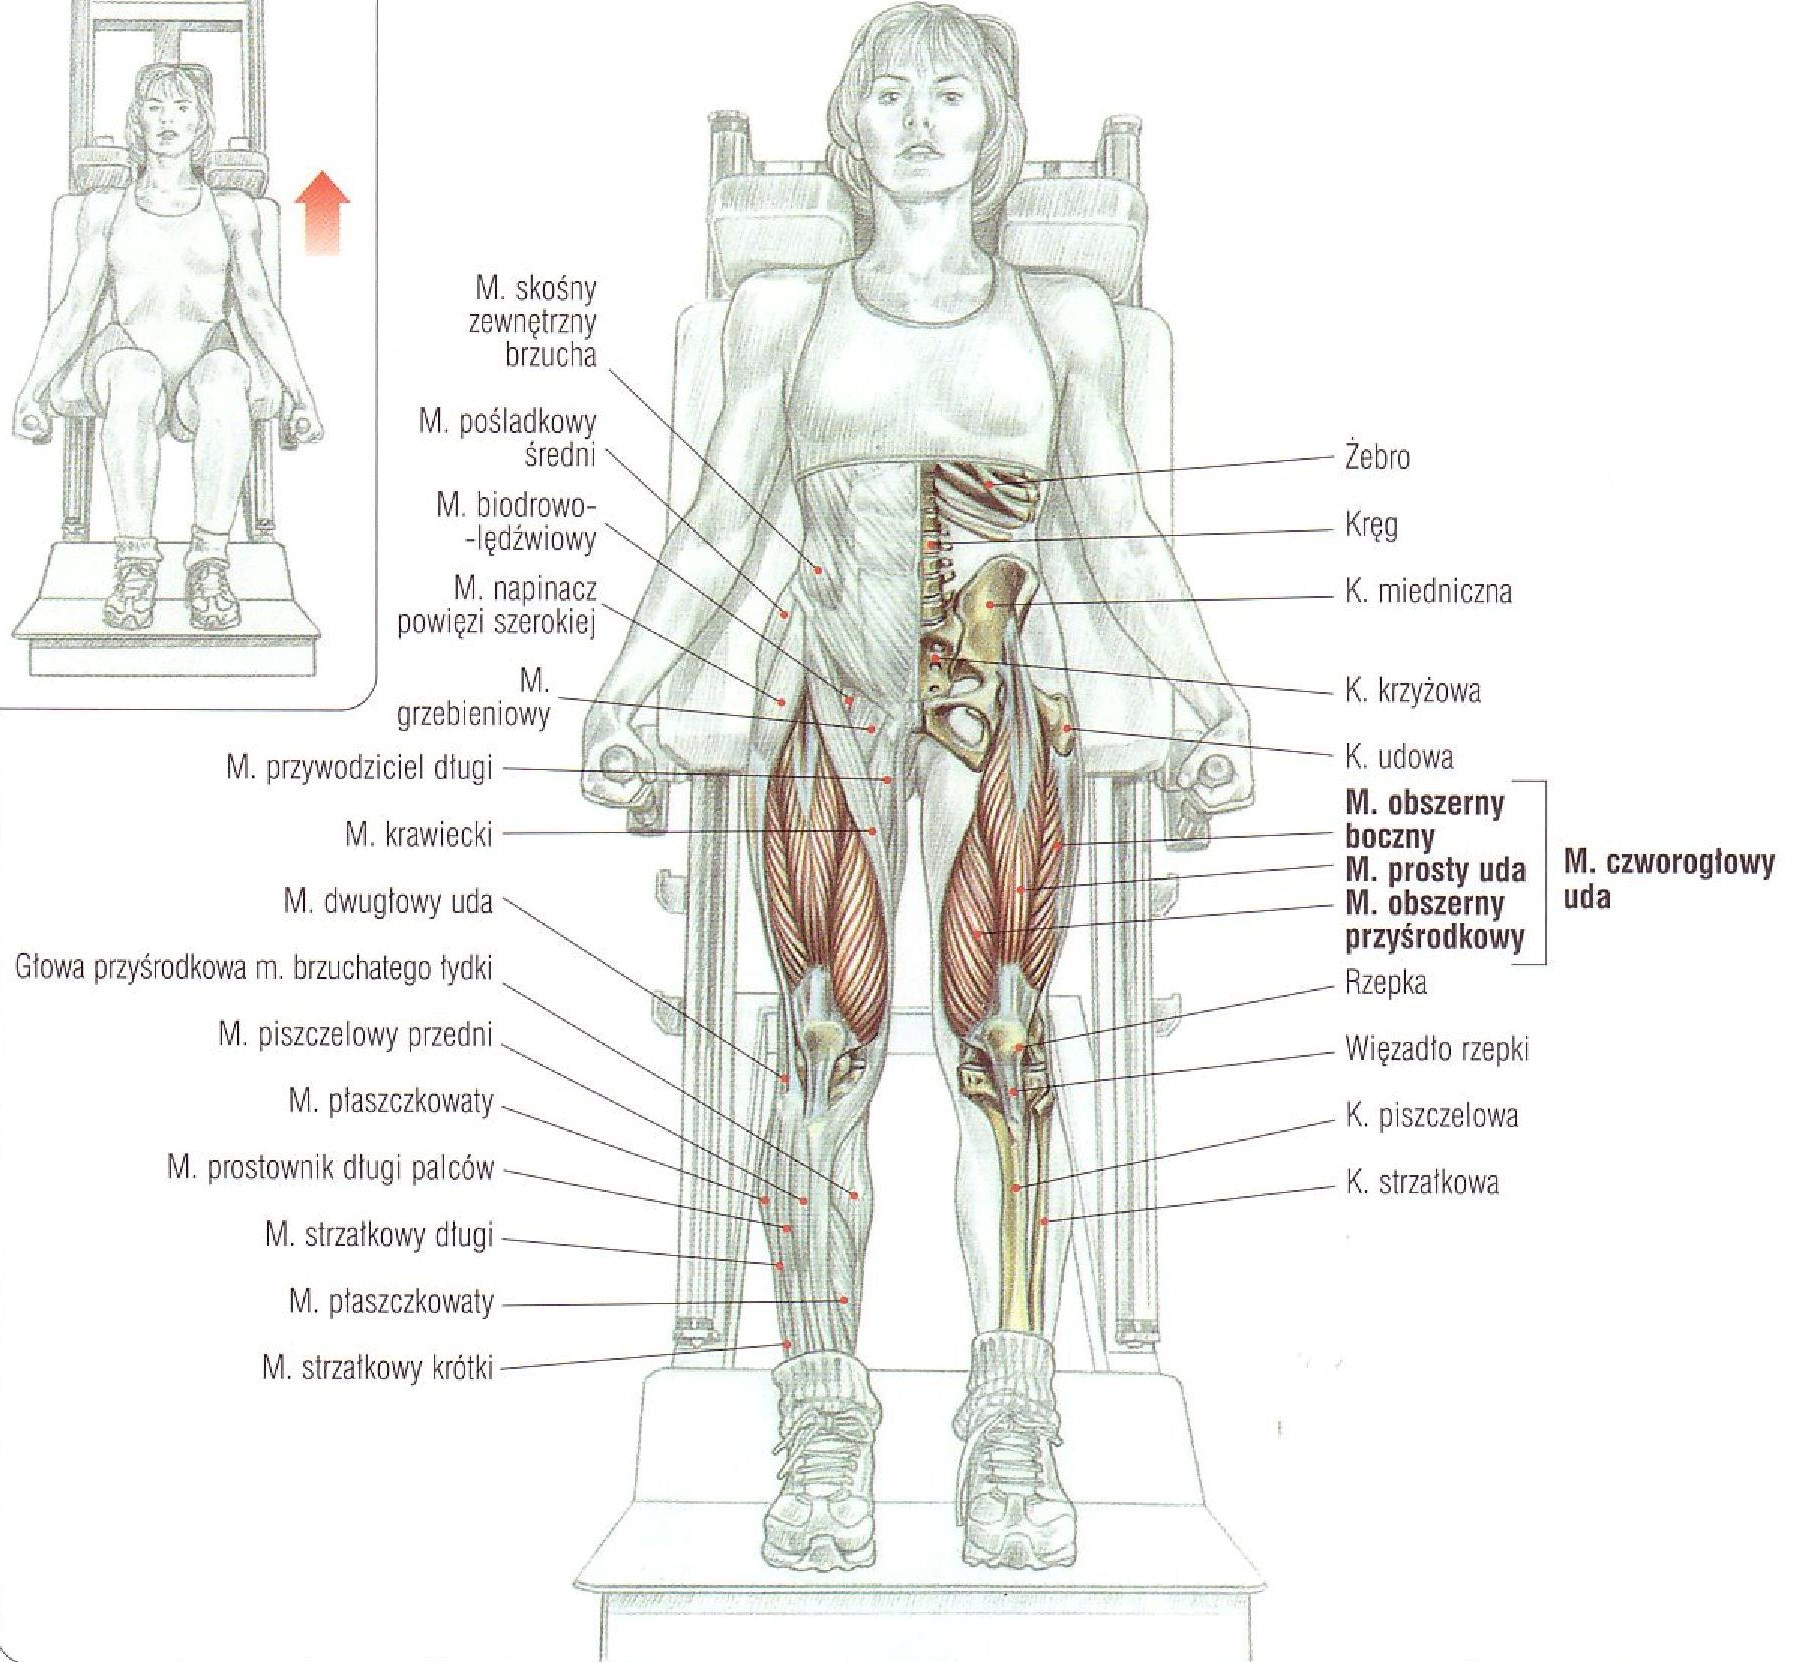 M. skośny
zewnętrzny
brzucha
M. pośladkowy
średni
M. biodrowo-
-lędźwiowy
M. napinacz
powięzi szerokiej
M.
grzebieniowy
M. przywodziciel długi
M. krawiecki
M. dwugłowy uda
Głowa przyśrodkowa m. brzuchatego łydki
M. piszczelowy przedni
M. płaszczkowaty
M. prostownik długi palców
M. strzałkowy długi
M. płaszczkowaty
M. strzałkowy krótki
Żebro
Kręg
K. miedniczna
K. krzyżowa
K. udowa
M. obszerny
boczny
M. prosty uda
M. obszerny
przyśrodkowy
M. czworogłowy
uda
Rzepka
Więzadło rzepki
K. piszczelowa
K. strzałkowa